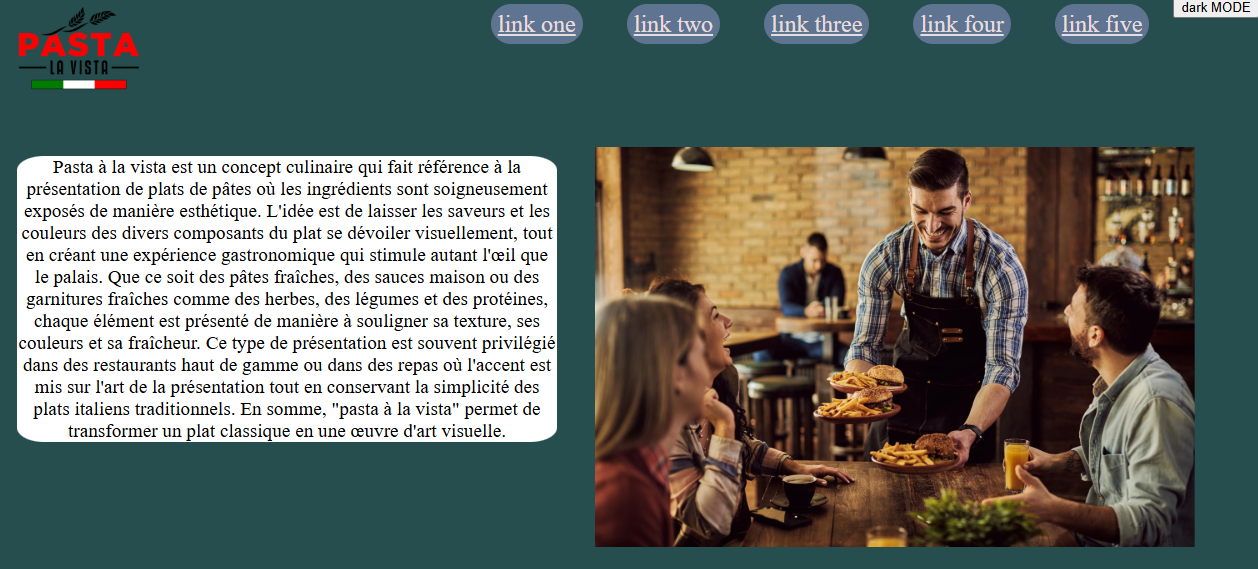 PASTA
LA VISTA
link one
link two
link three
link four
link five
dark MODE
Pasta à la vista est un concept culinaire qui fait référence à la
présentation de plats de pâtes où les ingrédients sont soigneusement
exposés de manière esthétique. L'idée est de laisser les saveurs et les
couleurs des divers composants du plat se dévoiler visuellement, tout
en créant une expérience gastronomique qui stimule autant l'œil que
le palais. Que ce soit des pâtes fraîches, des sauces maison ou des
garnitures fraîches comme des herbes, des légumes et des protéines,
chaque élément est présenté de manière à souligner sa texture, ses
couleurs et sa fraîcheur. Ce type de présentation est souvent privilégié
dans des restaurants haut de gamme ou dans des repas où l'accent est
mis sur l'art de la présentation tout en conservant la simplicité des
plats italiens traditionnels. En somme, "pasta à la vista" permet de
transformer un plat classique en une œuvre d'art visuelle.